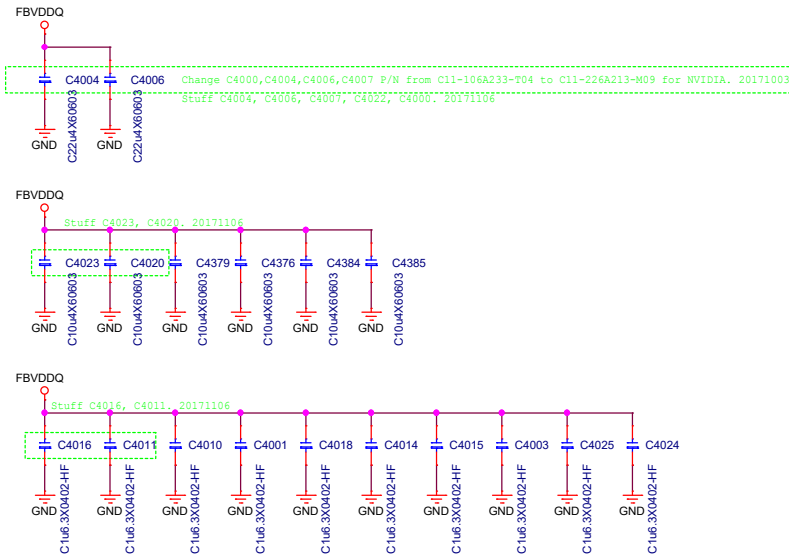 FBVDDQ
C4004
C4006
Change C4000,C4004,C4006,C4007 P/N from C11-106A233-T04 to C11-226A213-M09 for NVIDIA. 20171003
Stuff C4004, C4006, C4007, C4022, C4000. 20171106
C22u4X60603
C22u4X60603
GND
GND
FBVDDQ
Stuff C4023, C4020. 20171106
C4023
C4020
C4379
C4376
C4384
C4385
C10u4X60603
C10u4X60603
C10u4X60603
C10u4X60603
C10u4X60603
C10u4X60603
GND
GND
GND
GND
GND
GND
FBVDDQ
Stuff C4016, C4011. 20171106
C4016
C4011
C4010
C4001
C4018
C4014
C4015
C4003
C4025
C4024
C1u6.3X0402-HF
C1u6.3X0402-HF
C1u6.3X0402-HF
C1u6.3X0402-HF
C1u6.3X0402-HF
C1u6.3X0402-HF
C1u6.3X0402-HF
C1u6.3X0402-HF
C1u6.3X0402-HF
C1u6.3X0402-HF
GND
GND
GND
GND
GND
GND
GND
GND
GND
GND